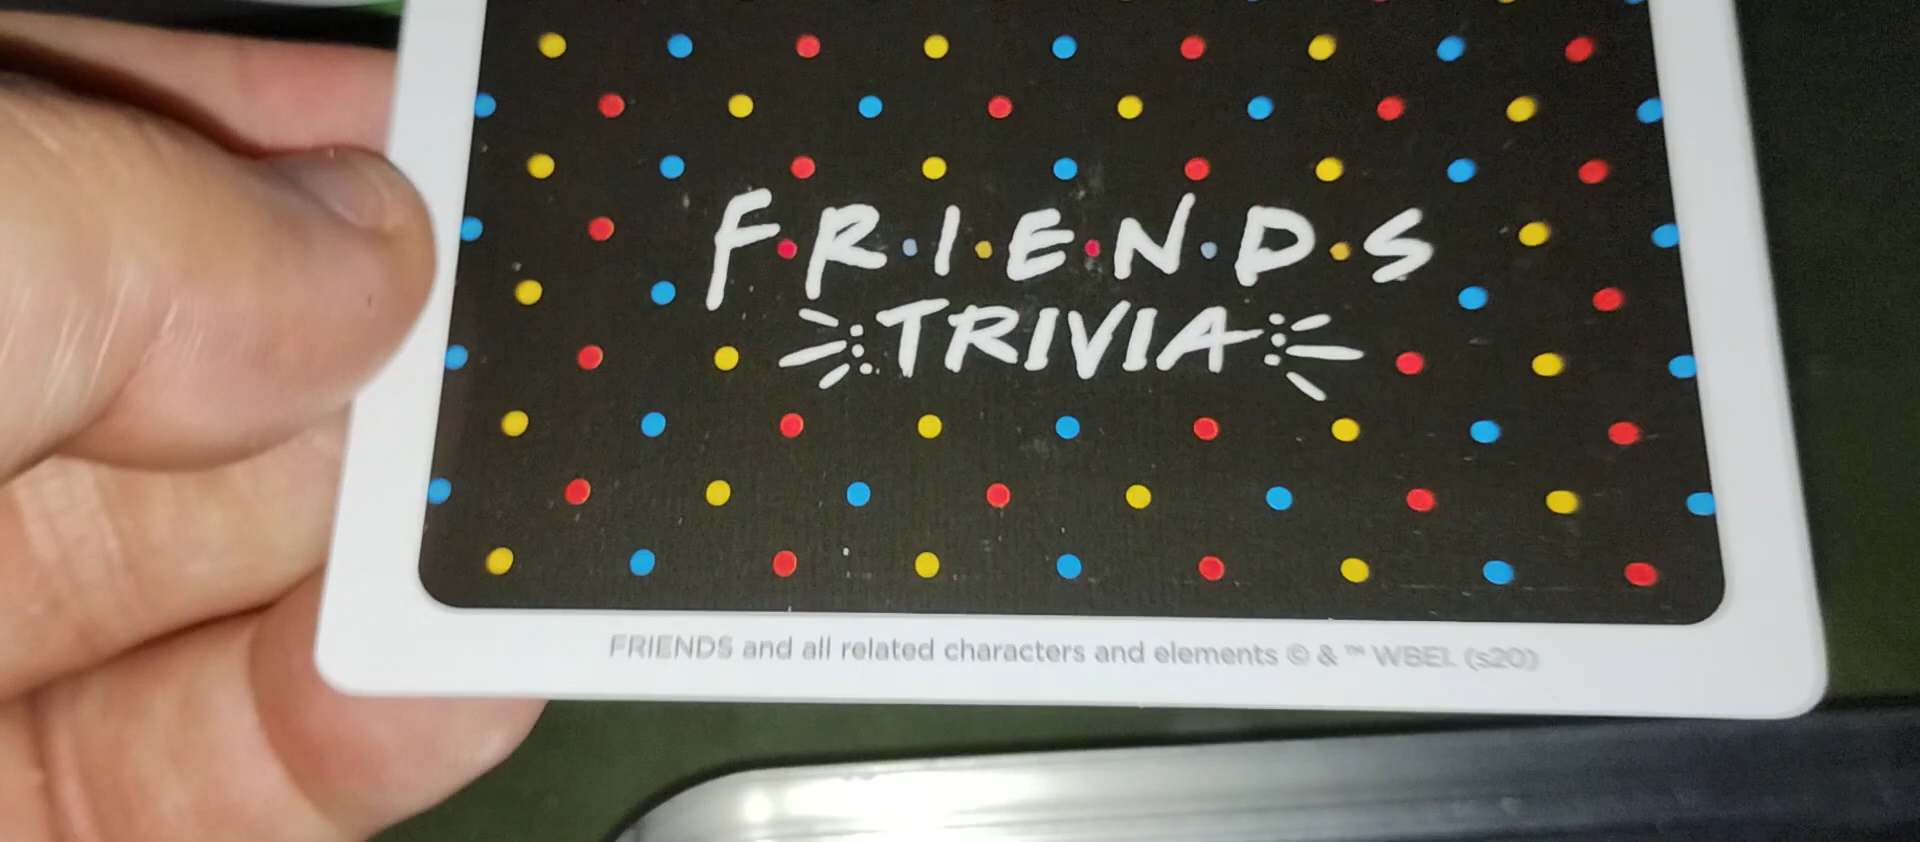 F·R·I·E·N·D·S
TRIVIA
FRIENDS and all related characters and elements © & ™ WBEI. (s20)